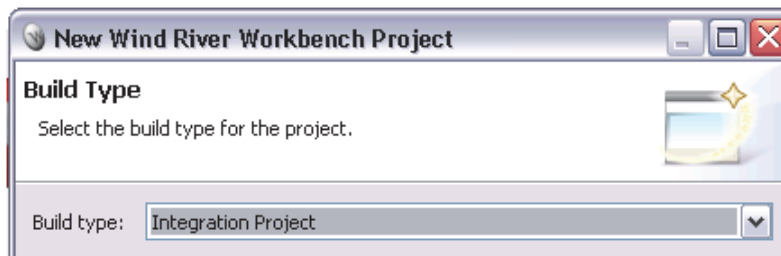 New Wind River Workbench Project
Build Type
Select the build type for the project.
Build type: Integration Project